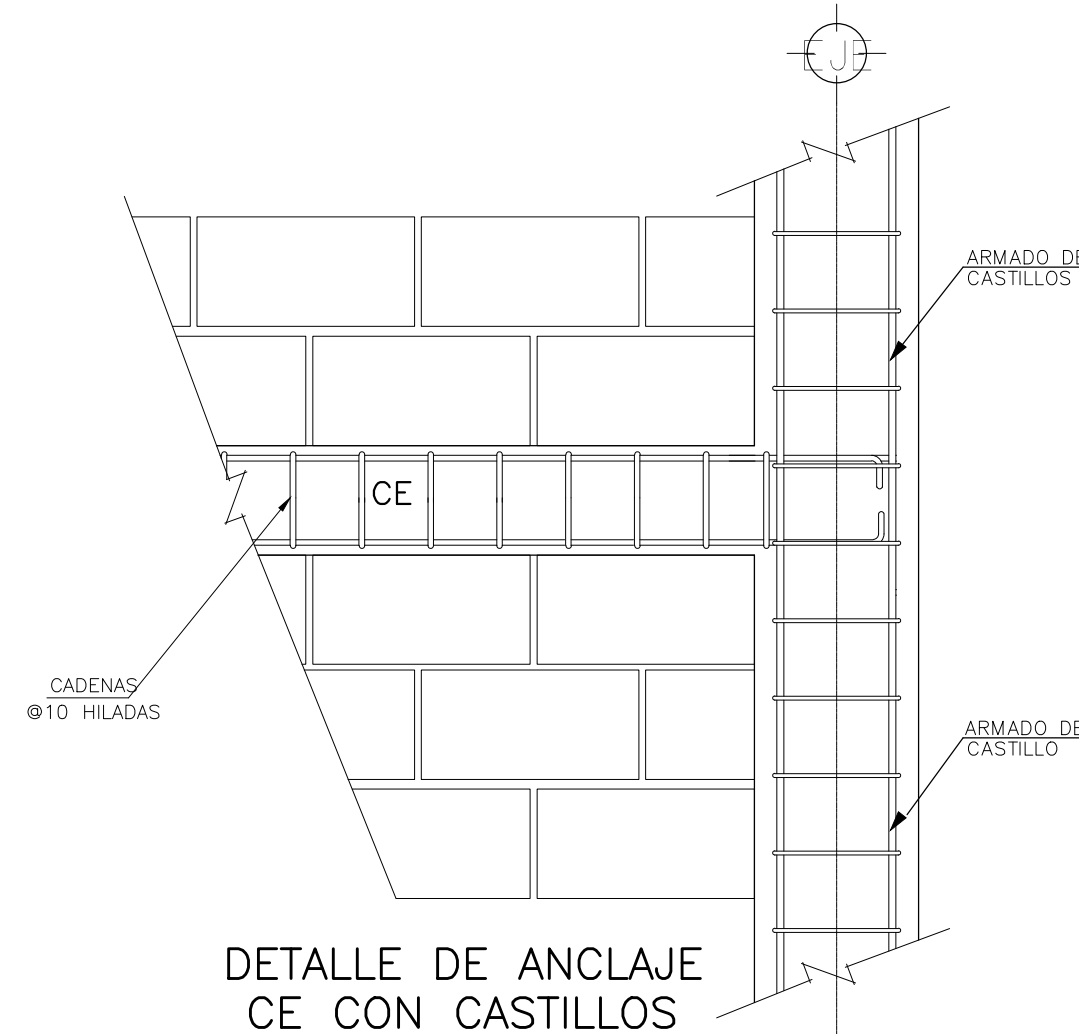 EJE
ARMADO DE
CASTILLOS
CE
CADENAS
@10 HILADAS
ARMADO DE
CASTILLO
DETALLE DE ANCLAJE
CE CON CASTILLOS